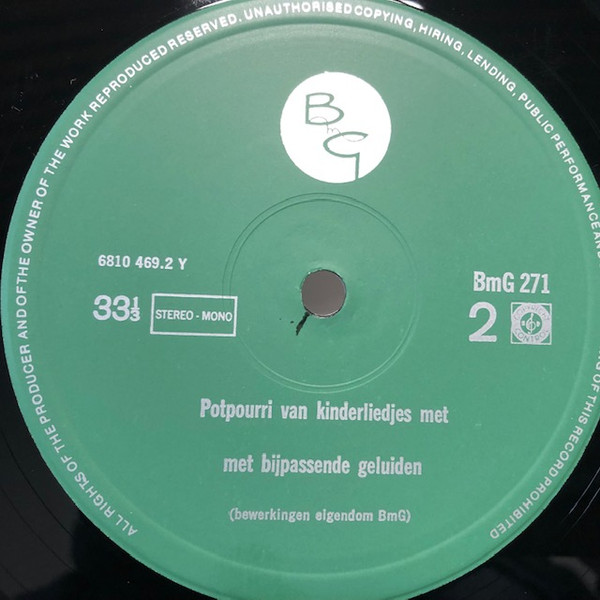 ALL RIGHTS OF THE PRODUCER AND OF THE OWNER OF THE WORK REPRODUCED RESERVED. UNAUTHORISED COPYING, HIRING, LENDING, PUBLIC PERFORMANCE AND
NG OF THIS RECORD PROHIBITED
BmG
6810 469.2 Y
BmG 271
33⅓
STEREO - MONO
2
Potpourri van kinderliedjes met
met bijpassende geluiden
(bewerkingen eigendom BmG)